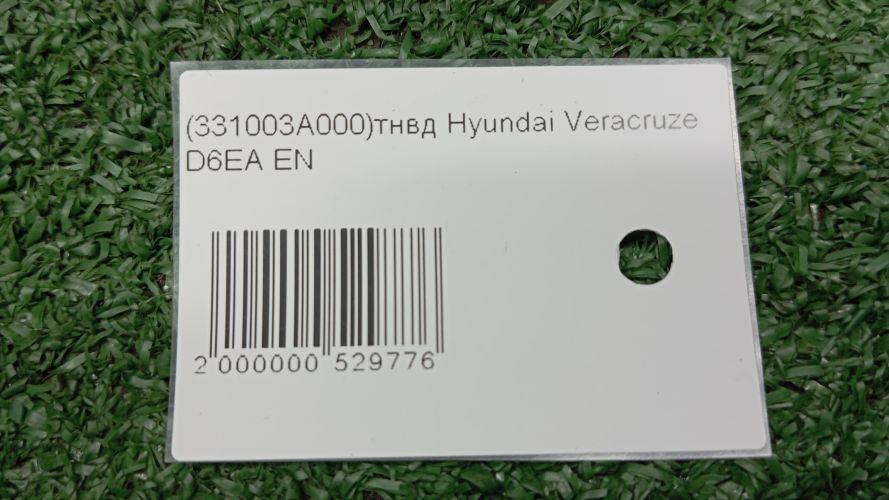 (331003A000)тнвд Hyundai Veracruze
D6EA EN
2 000000 529776